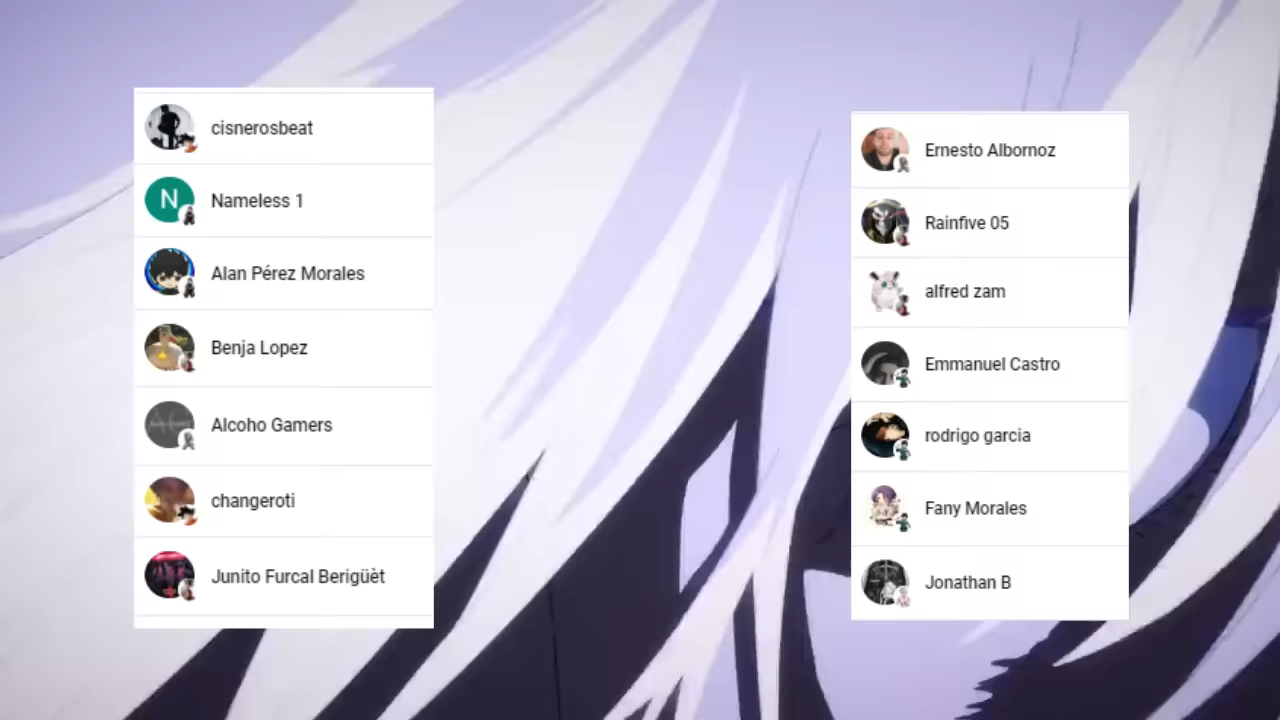 cisnerosbeat
N
Nameless 1
Alan Pérez Morales
Benja Lopez
Alcoho Gamers
changeroti
Junito Furcal Berigüèt
Ernesto Albornoz
Rainfive 05
alfred zam
Emmanuel Castro
rodrigo garcia
Fany Morales
Jonathan B